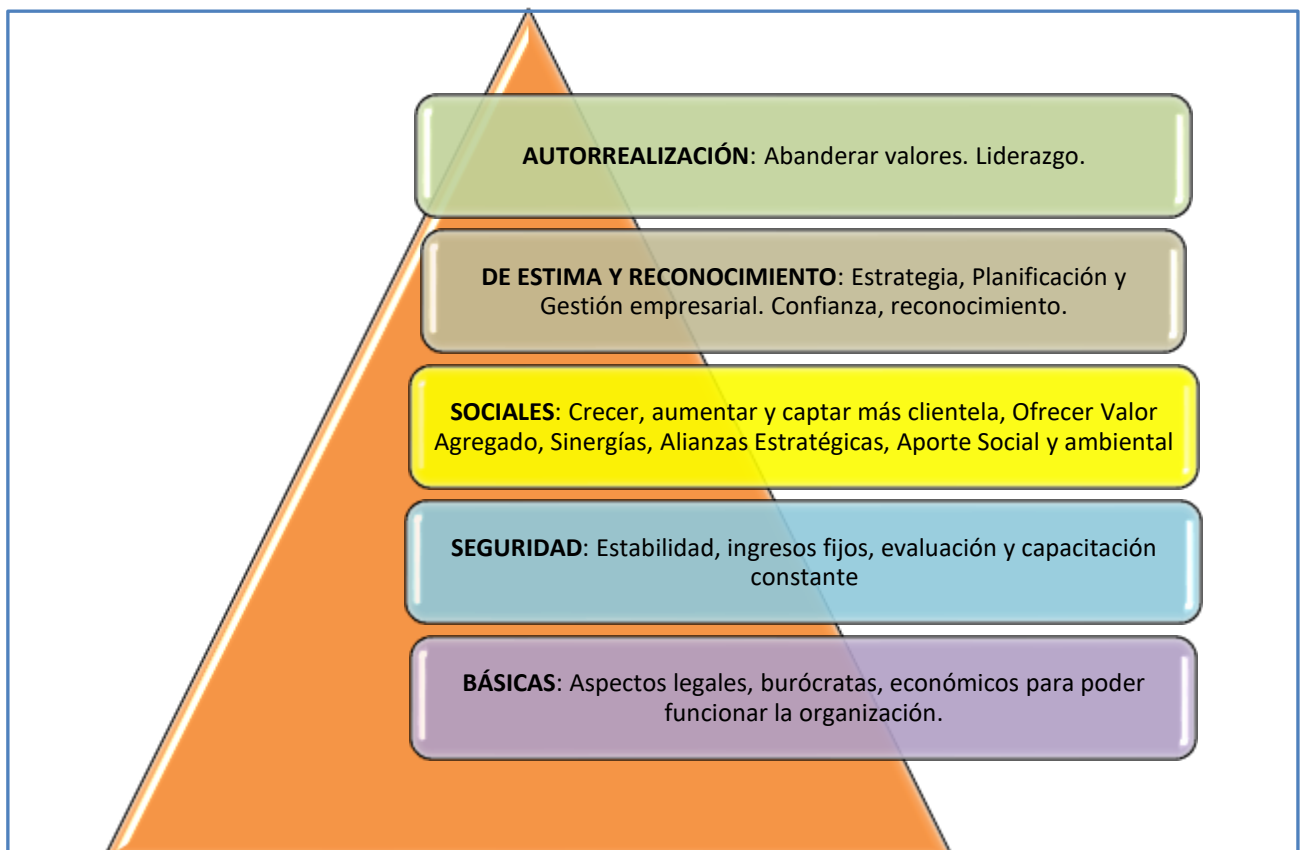 AUTORREALIZACIÓN: Abanderar valores. Liderazgo.
DE ESTIMA Y RECONOCIMIENTO: Estrategia, Planificación y
Gestión empresarial. Confianza, reconocimiento.
SOCIALES: Crecer, aumentar y captar más clientela, Ofrecer Valor
Agregado, Sinergías, Alianzas Estratégicas, Aporte Social y ambiental
SEGURIDAD: Estabilidad, ingresos fijos, evaluación y capacitación
constante
BÁSICAS: Aspectos legales, burócratas, económicos para poder
funcionar la organización.